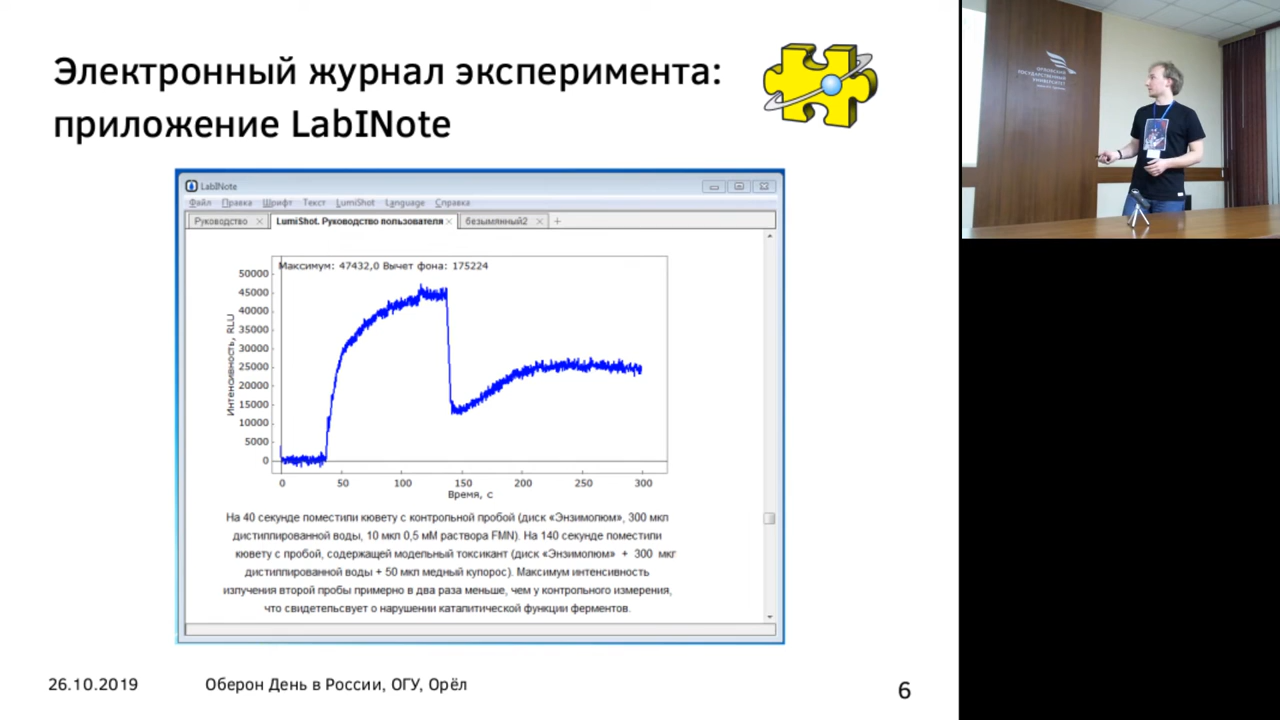 Электронный журнал эксперимента:
приложение LabINote
LabINote
Файл Правка Шрифт Текст LumiShot Language Справка
Руководство LumiShot. Руководство пользователя безымянный2
Максимум: 47432,0 Вычет фона: 175224
Интенсивность, RLU
50000
45000
40000
35000
30000
25000
20000
15000
10000
5000
0
0 50 100 150 200 250 300
Время, с
На 40 секунде поместили кювету с контрольной пробой (диск «Энзимолюм», 300 мкл
дистиллированной воды, 10 мкл 0,5 мМ раствора FMN). На 140 секунде поместили
кювету с пробой, содержащей модельный токсикант (диск «Энзимолюм» + 300 мкг
дистиллированной воды + 50 мкл медный купорос). Максимум интенсивность
излучения второй пробы примерно в два раза меньше, чем у контрольного измерения,
что свидетельсвует о нарушении каталитической функции ферментов.
26.10.2019 Оберон День в России, ОГУ, Орёл 6
ОРЛОВСКИЙ
ГОСУДАРСТВЕННЫЙ
УНИВЕРСИТЕТ